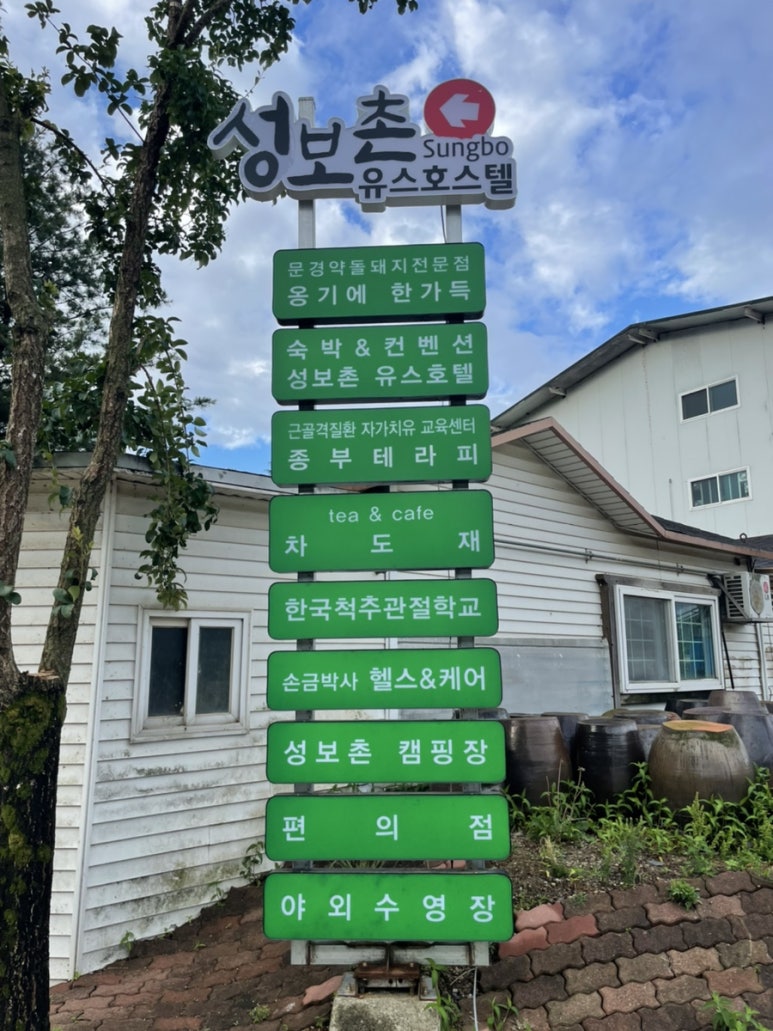 성보촌
Sungbo
유스호스텔
문경약돌돼지전문점
옹기에 한가득
숙박 & 컨벤션
성보촌 유스호텔
근골격질환 자가치유 교육센터
종부테라피
tea & cafe
차도재
한국척추관절학교
손금박사 헬스&케어
성보촌 캠핑장
편의점
야외수영장